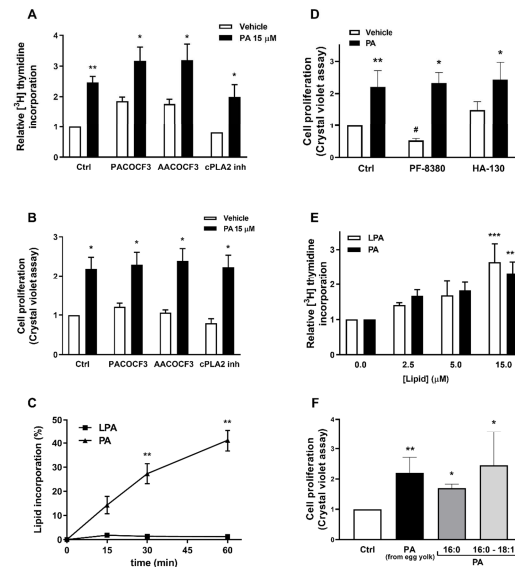 A
Vehicle
PA 15 µM
Relative [³H] thymidine
incorporation
4
3
2
1
0
**
*
*
*
Ctrl
PACOCF3
AACOCF3
cPLA2 inh
B
Vehicle
PA 15 µM
Cell proliferation
(Crystal violet assay)
3
2
1
0
*
*
*
*
Ctrl
PACOCF3
AACOCF3
cPLA2 inh
C
LPA
PA
Lipid incorporation (%)
50
40
30
20
10
0
**
**
0
15
30
45
60
time (min)
D
Vehicle
PA
Cell proliferation
(Crystal violet assay)
4
3
2
1
0
**
#
*
*
Ctrl
PF-8380
HA-130
E
LPA
PA
Relative [³H] thymidine
incorporation
4
3
2
1
0
***
**
0.0
2.5
5.0
15.0
[Lipid] (µM)
F
Cell proliferation
(Crystal violet assay)
4
3
2
1
0
**
*
*
Ctrl
PA
(from egg yolk)
16:0
16:0 - 18:1
PA